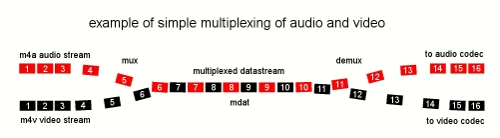 example of simple multiplexing of audio and video
m4a audio stream
mux
demux
to audio codec
multiplexed datastream
1 2 3 4 5 6 7 7 8 8 9 9 10 10 11 11 12 13 14 15 16
mdat
1 2 3 4 5 6 12 13 14 15 16
m4v video stream
to video codec